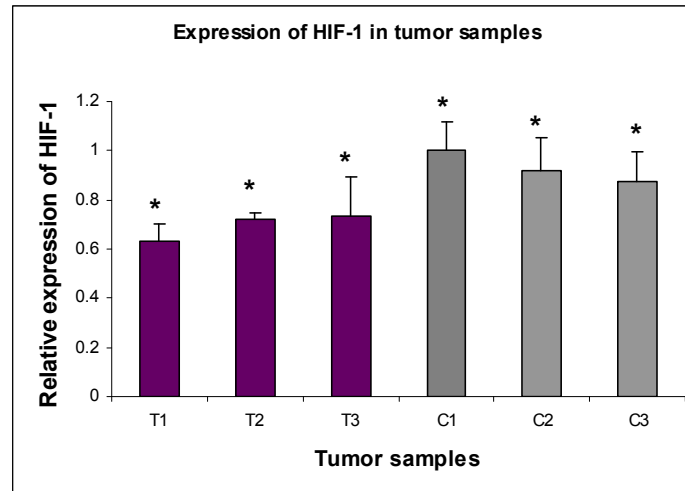 Expression of HIF-1 in tumor samples
Relative expression of HIF-1
1.2
1
0.8
0.6
0.4
0.2
0
* * * * * *
T1 T2 T3 C1 C2 C3
Tumor samples